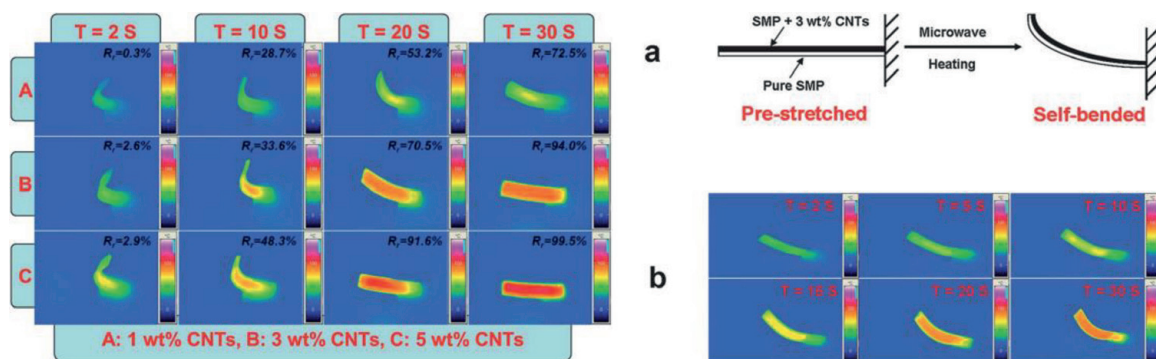 T = 2 S T = 10 S T = 20 S T = 30 S
A
Rr=0.3% Rr=28.7% Rr=53.2% Rr=72.5%
B
Rr=2.6% Rr=33.6% Rr=70.5% Rr=94.0%
C
Rr=2.9% Rr=48.3% Rr=91.6% Rr=99.5%
A: 1 wt% CNTs, B: 3 wt% CNTs, C: 5 wt% CNTs
a
SMP + 3 wt% CNTs
Pure SMP
Microwave
Heating
Pre-stretched
Self-bended
b
T = 2 S T = 5 S T = 10 S
T = 15 S T = 20 S T = 30 S